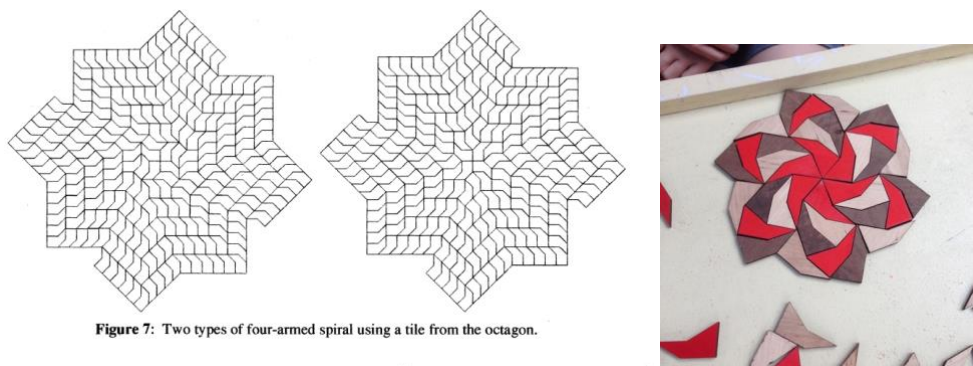 Figure 7: Two types of four-armed spiral using a tile from the octagon.